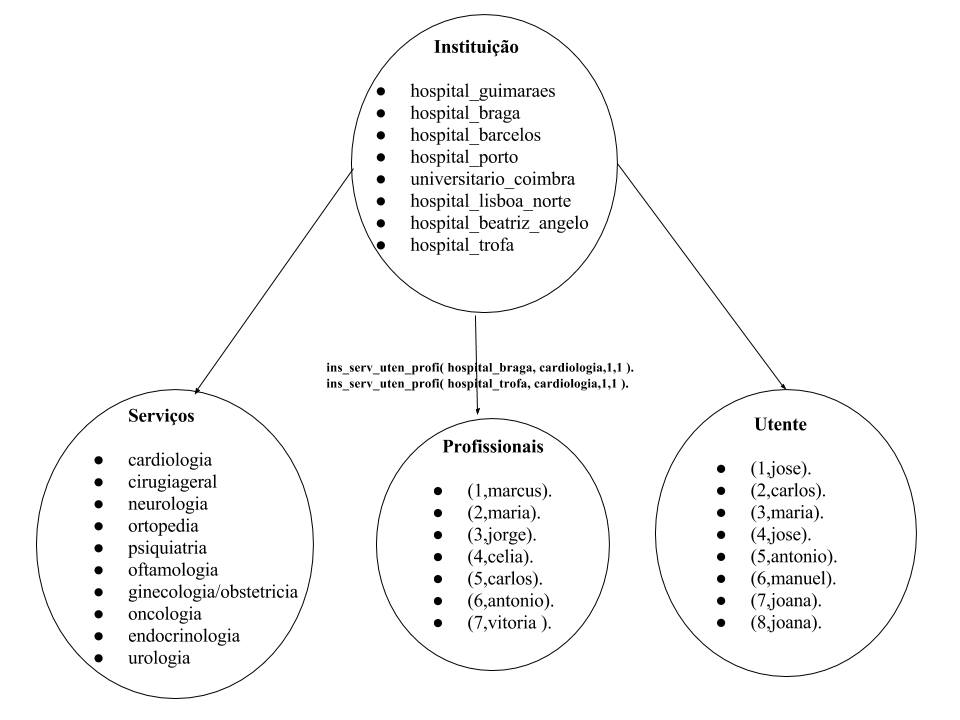 Instituição
● hospital_guimaraes
● hospital_braga
● hospital_barcelos
● hospital_porto
● universitario_coimbra
● hospital_lisboa_norte
● hospital_beatriz_angelo
● hospital_trofa
ins_serv_uten_profi( hospital_braga, cardiologia,1,1 ).
ins_serv_uten_profi( hospital_trofa, cardiologia,1,1 ).
Serviços
● cardiologia
● cirugiageral
● neurologia
● ortopedia
● psiquiatria
● oftamologia
● ginecologia/obstetricia
● oncologia
● endocrinologia
● urologia
Profissionais
● (1,marcus).
● (2,maria).
● (3,jorge).
● (4,celia).
● (5,carlos).
● (6,antonio).
● (7,vitoria ).
Utente
● (1,jose).
● (2,carlos).
● (3,maria).
● (4,jose).
● (5,antonio).
● (6,manuel).
● (7,joana).
● (8,joana).